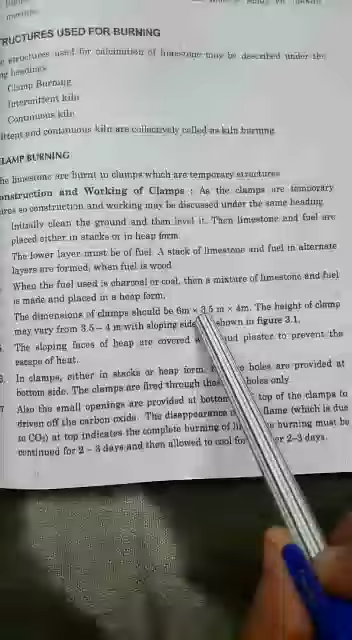 TRUCTURES USED FOR BURNING
structures used for calcination of limestone may be described under the
headings
Clamp Burning
Intermittent kiln
Continuous kiln
ittent and continuous kiln are collectively called as kiln burning.
LAMP BURNING
he limestone are burnt in clamps which are temporary structures
onstruction and Working of Clamps : As the clamps are temporary
ures so construction and working may be discussed under the same heading.
Initially clean the ground and then level it. Then limestone and fuel are
placed either in stacks or in heap form.
The lower layer must be of fuel. A stack of limestone and fuel in alternate
layers are formed, when fuel is wood.
When the fuel used is charcoal or coal, then a mixture of limestone and fuel
is made and placed in a heap form.
The dimensions of clamps should be 6m × 3.5 m × 4m. The height of clamp
may vary from 3.5 – 4 m with sloping side shown in figure 3.1.
The sloping faces of heap are covered w ud plaster to prevent the
escape of heat.
6. In clamps, either in stacks or heap form, holes are provided at
bottom side. The clamps are fired through thes holes only.
7 Also the small openings are provided at bottom top of the clamps to
driven off the carbon oxide. The disappearance flame (which is due
to CO₂) at top indicates the complete burning of li burning must be
continued for 2 – 3 days and then allowed to cool for er 2–3 days.